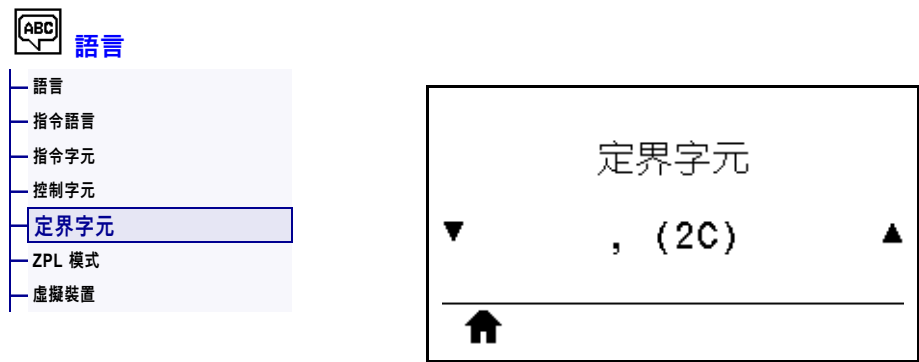 ABC
語言
語言
指令語言
指令字元
控制字元
定界字元
ZPL 模式
虛擬裝置
定界字元
, (2C)